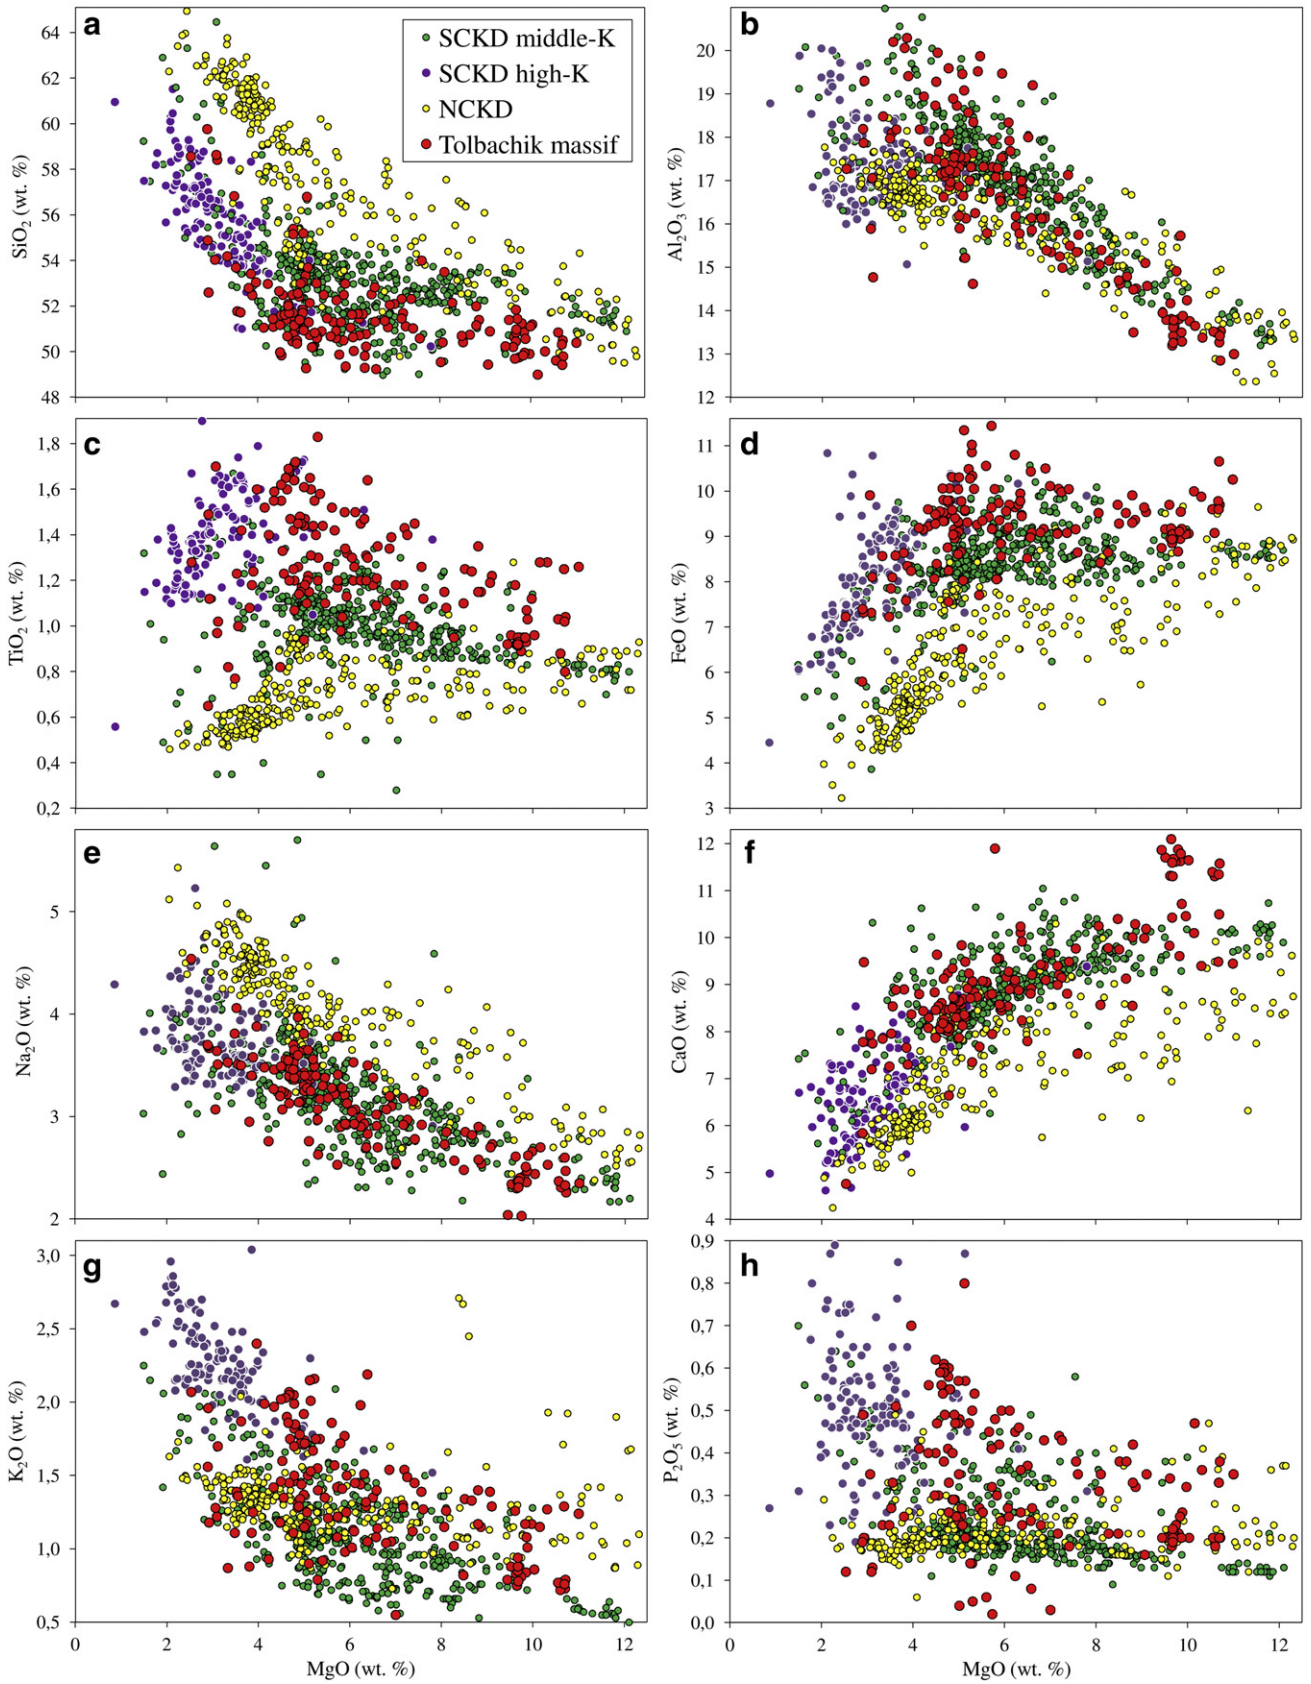 a
SCKD middle-K
SCKD high-K
NCKD
Tolbachik massif
SiO₂ (wt. %)
64
62
60
58
56
54
52
50
48
b
Al₂O₃ (wt. %)
20
19
18
17
16
15
14
13
12
c
TiO₂ (wt. %)
1,8
1,6
1,4
1,2
1,0
0,8
0,6
0,4
0,2
d
FeO (wt. %)
11
10
9
8
7
6
5
4
3
e
Na₂O (wt. %)
5
4
3
2
f
CaO (wt. %)
12
11
10
9
8
7
6
5
4
g
K₂O (wt. %)
3,0
2,5
2,0
1,5
1,0
0,5
0 2 4 6 8 10 12
MgO (wt. %)
h
P₂O₅ (wt. %)
0,9
0,8
0,7
0,6
0,5
0,4
0,3
0,2
0,1
0,0
0 2 4 6 8 10 12
MgO (wt. %)